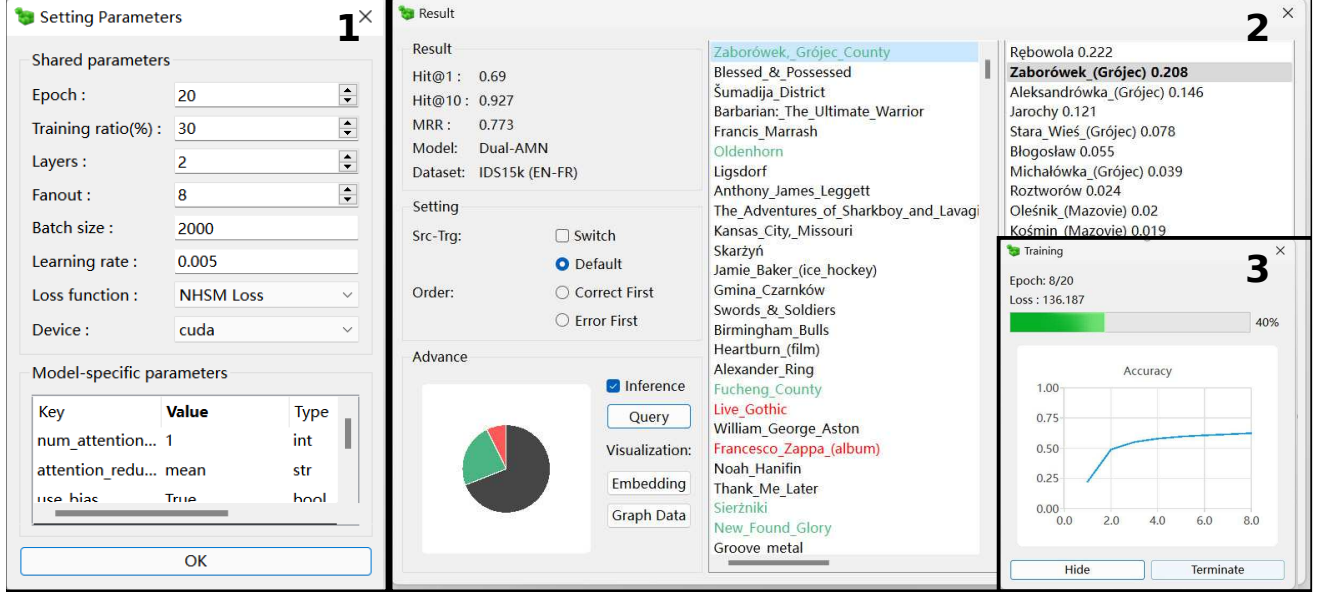 Setting Parameters
1
Shared parameters
Epoch :
20
Training ratio(%) :
30
Layers :
2
Fanout :
8
Batch size :
2000
Learning rate :
0.005
Loss function :
NHSM Loss
Device :
cuda
Model-specific parameters
Key Value Type
num_attention... 1 int
attention_redu... mean str
use_bias True bool
OK
Result
2
Result
Hit@1 : 0.69
Hit@10 : 0.927
MRR : 0.773
Model: Dual-AMN
Dataset: IDS15k (EN-FR)
Setting
Src-Trg:
Switch
Default
Order:
Correct First
Error First
Advance
Inference
Query
Visualization:
Embedding
Graph Data
Zaborówek,_Grójec_County
Blessed_&_Possessed
Šumadija_District
Barbarian:_The_Ultimate_Warrior
Francis_Marrash
Oldenhorn
Ligsdorf
Anthony_James_Leggett
The_Adventures_of_Sharkboy_and_Lavagi
Kansas_City,_Missouri
Skarżyń
Jamie_Baker_(ice_hockey)
Gmina_Czarnków
Swords_&_Soldiers
Birmingham_Bulls
Heartburn_(film)
Alexander_Ring
Fucheng_County
Live_Gothic
William_George_Aston
Francesco_Zappa_(album)
Noah_Hanifin
Thank_Me_Later
Sierżniki
New_Found_Glory
Groove_metal
Rębowola 0.222
Zaborówek_(Grójec) 0.208
Aleksandrówka_(Grójec) 0.146
Jarochy 0.121
Stara_Wieś_(Grójec) 0.078
Błogosław 0.055
Michałówka_(Grójec) 0.039
Roztworów 0.024
Oleśnik_(Mazovie) 0.02
Kośmin_(Mazovie) 0.019
Training
3
Epoch: 8/20
Loss : 136.187
40%
Accuracy
1.00
0.75
0.50
0.25
0.00
0.0 2.0 4.0 6.0 8.0
Hide
Terminate